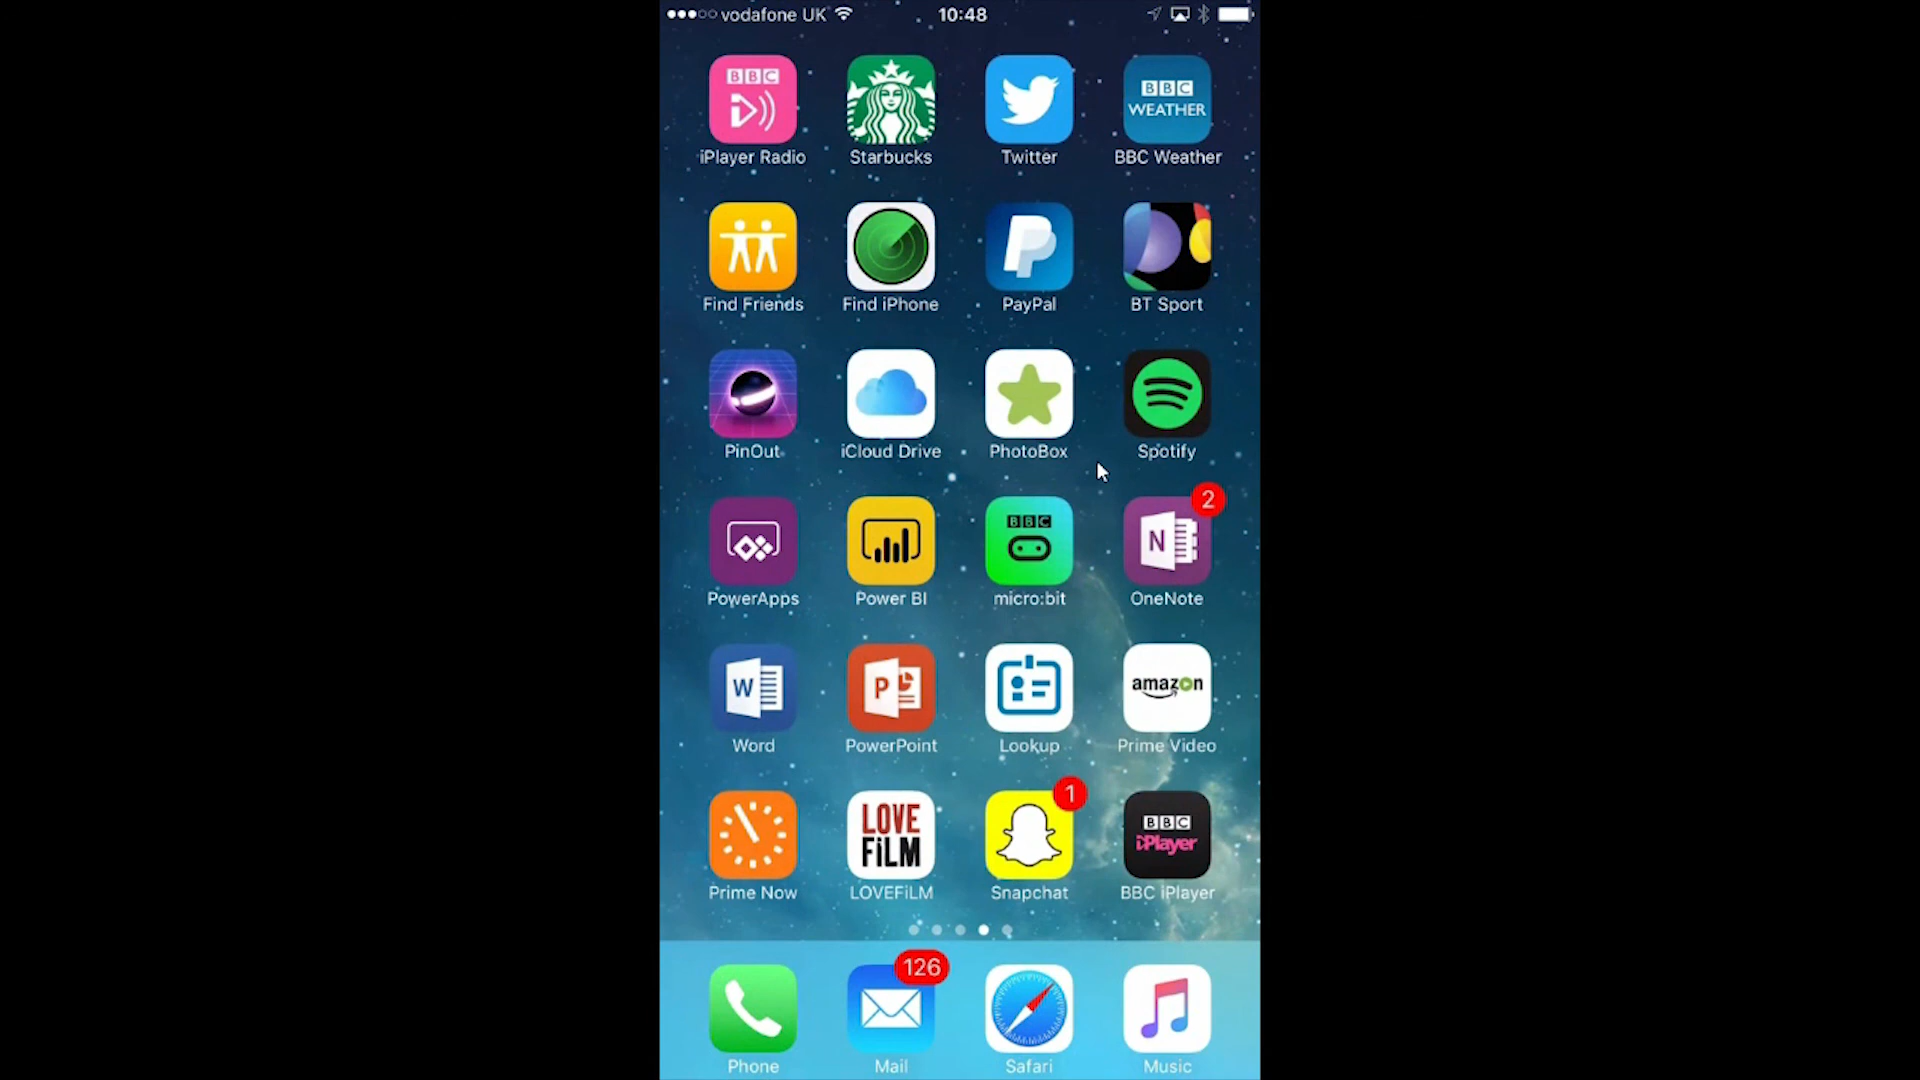 vodafone UK 10:48
BBC BBC WEATHER
iPlayer Radio Starbucks Twitter BBC Weather
Find Friends Find iPhone PayPal BT Sport
PinOut iCloud Drive PhotoBox Spotify
BBC N 2
PowerApps Power BI micro:bit OneNote
W P amazon
Word PowerPoint Lookup Prime Video
LOVE FiLM 1 BBC iPlayer
Prime Now LOVEFiLM Snapchat BBC iPlayer
126
Phone Mail Safari Music